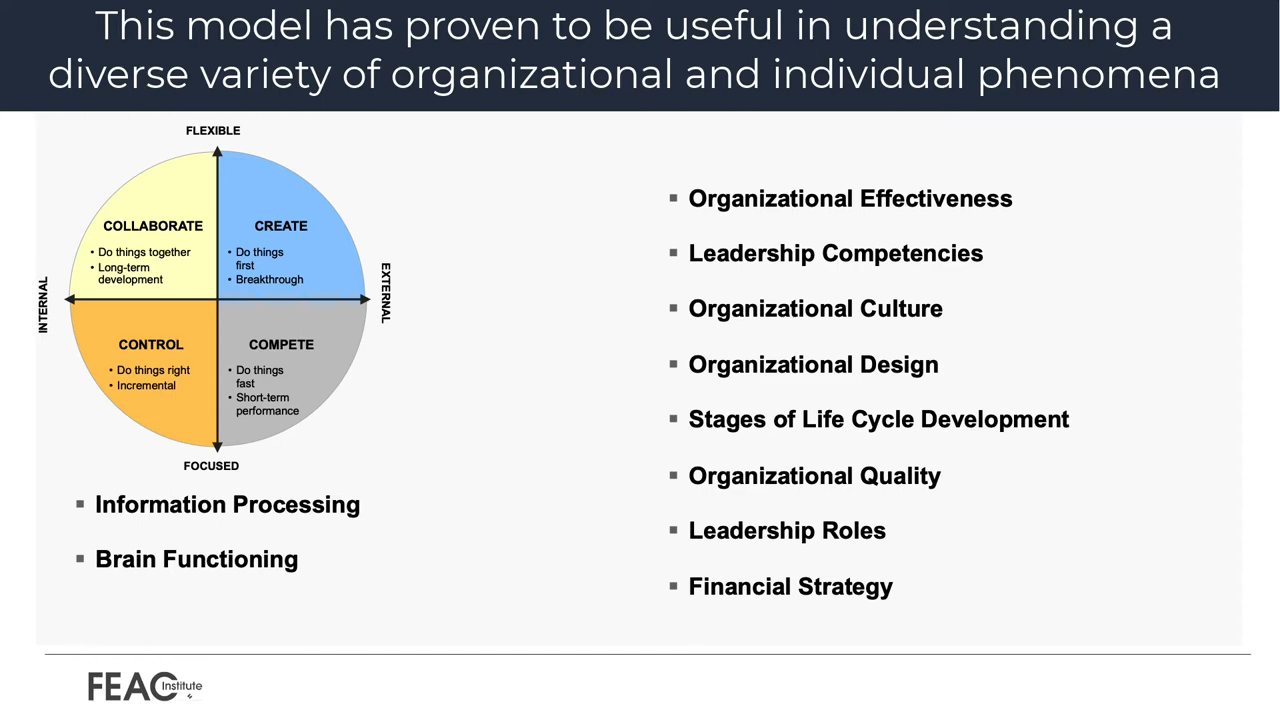 This model has proven to be useful in understanding a
diverse variety of organizational and individual phenomena
FLEXIBLE
COLLABORATE
• Do things together
• Long-term
development
CREATE
• Do things
first
• Breakthrough
INTERNAL
EXTERNAL
CONTROL
• Do things right
• Incremental
COMPETE
• Do things
fast
• Short-term
performance
FOCUSED
▪ Information Processing
▪ Brain Functioning
▪ Organizational Effectiveness
▪ Leadership Competencies
▪ Organizational Culture
▪ Organizational Design
▪ Stages of Life Cycle Development
▪ Organizational Quality
▪ Leadership Roles
▪ Financial Strategy
FEAC Institute